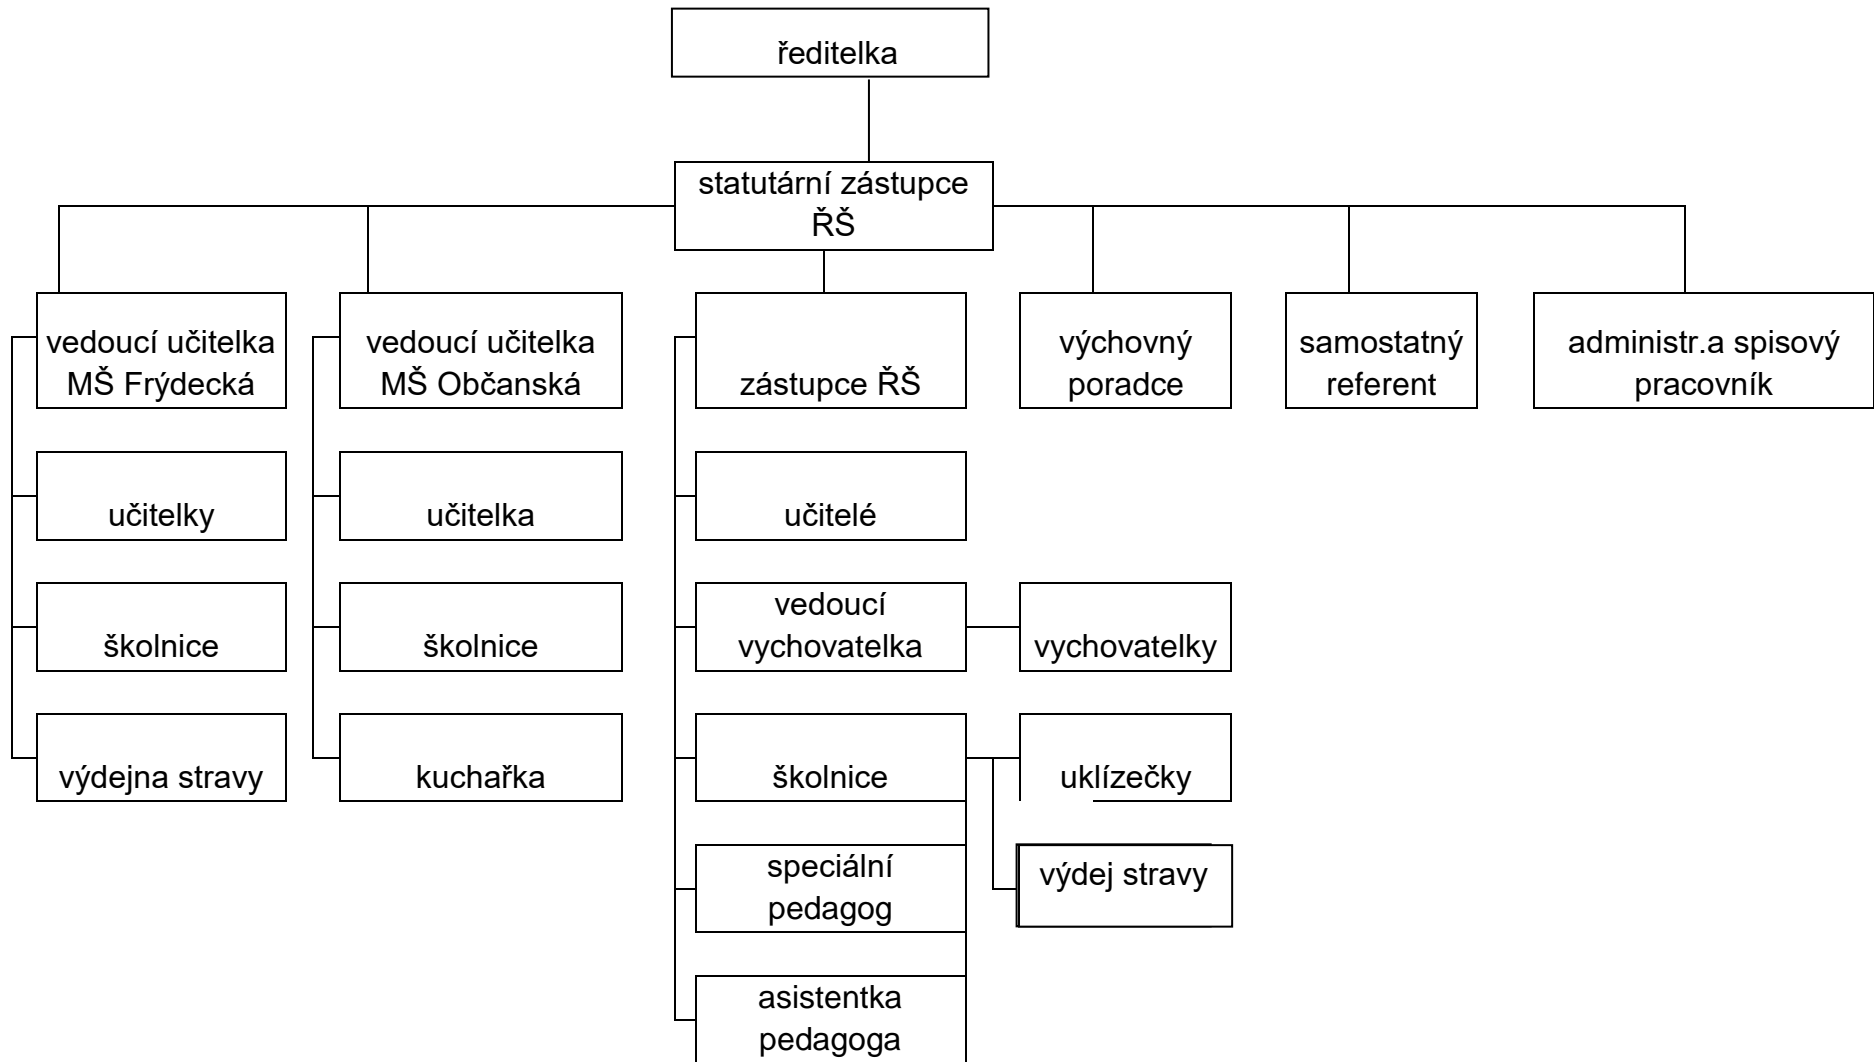 ředitelka
statutární zástupce
ŘŠ
vedoucí učitelka
MŠ Frýdecká
vedoucí učitelka
MŠ Občanská
zástupce ŘŠ
výchovný
poradce
samostatný
referent
administr.a spisový
pracovník
učitelky
učitelka
učitelé
školnice
školnice
vedoucí
vychovatelka
vychovatelky
výdejna stravy
kuchařka
školnice
uklízečky
speciální
pedagog
výdej stravy
asistentka
pedagoga